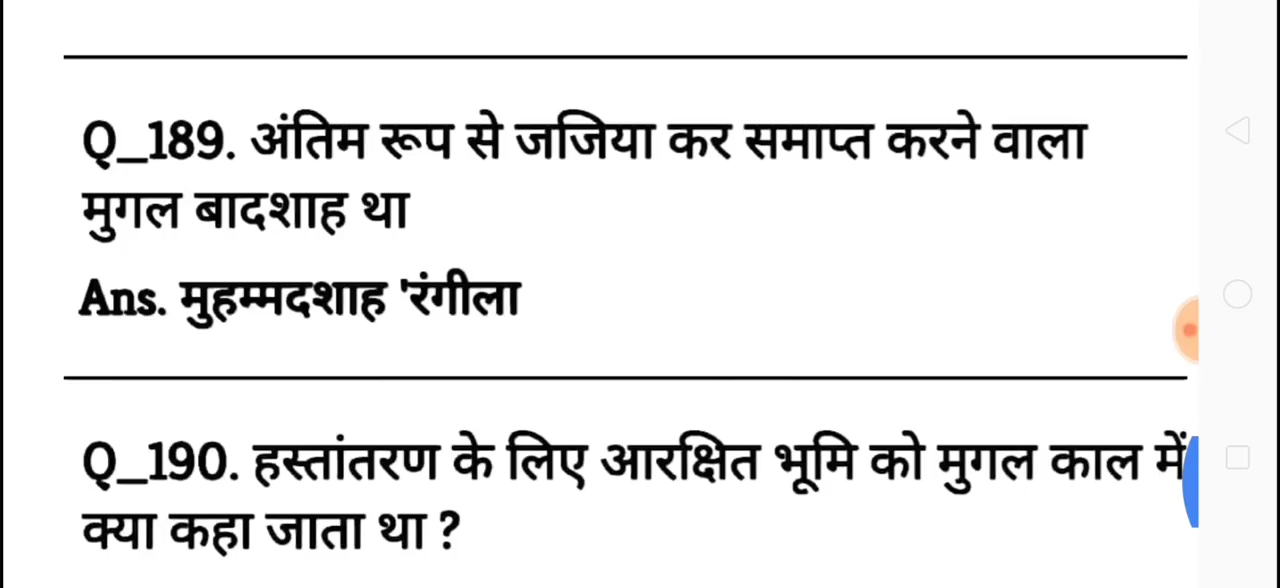 Q_189. अंतिम रूप से जजिया कर समाप्त करने वाला
मुगल बादशाह था
Ans. मुहम्मदशाह 'रंगीला
Q_190. हस्तांतरण के लिए आरक्षित भूमि को मुगल काल में
क्या कहा जाता था ?